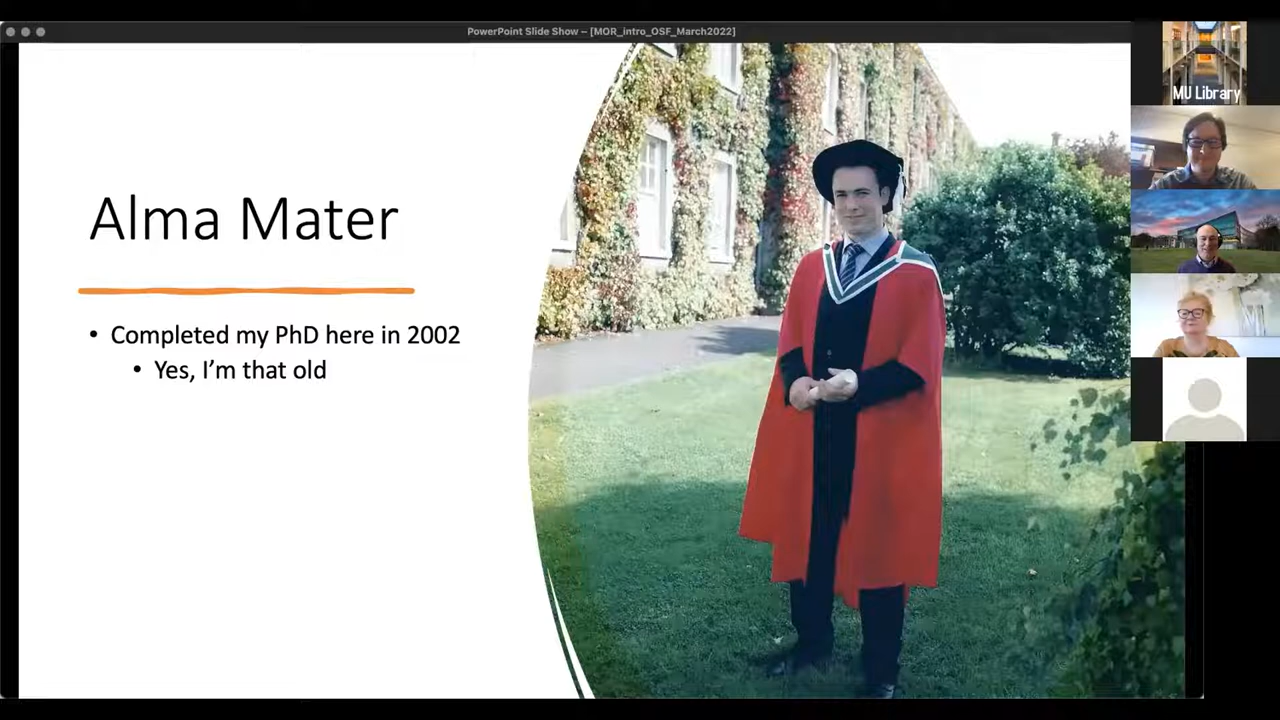 PowerPoint Slide Show – [MOR_intro_OSF_March2022]
MU Library
Alma Mater
• Completed my PhD here in 2002
• Yes, I’m that old